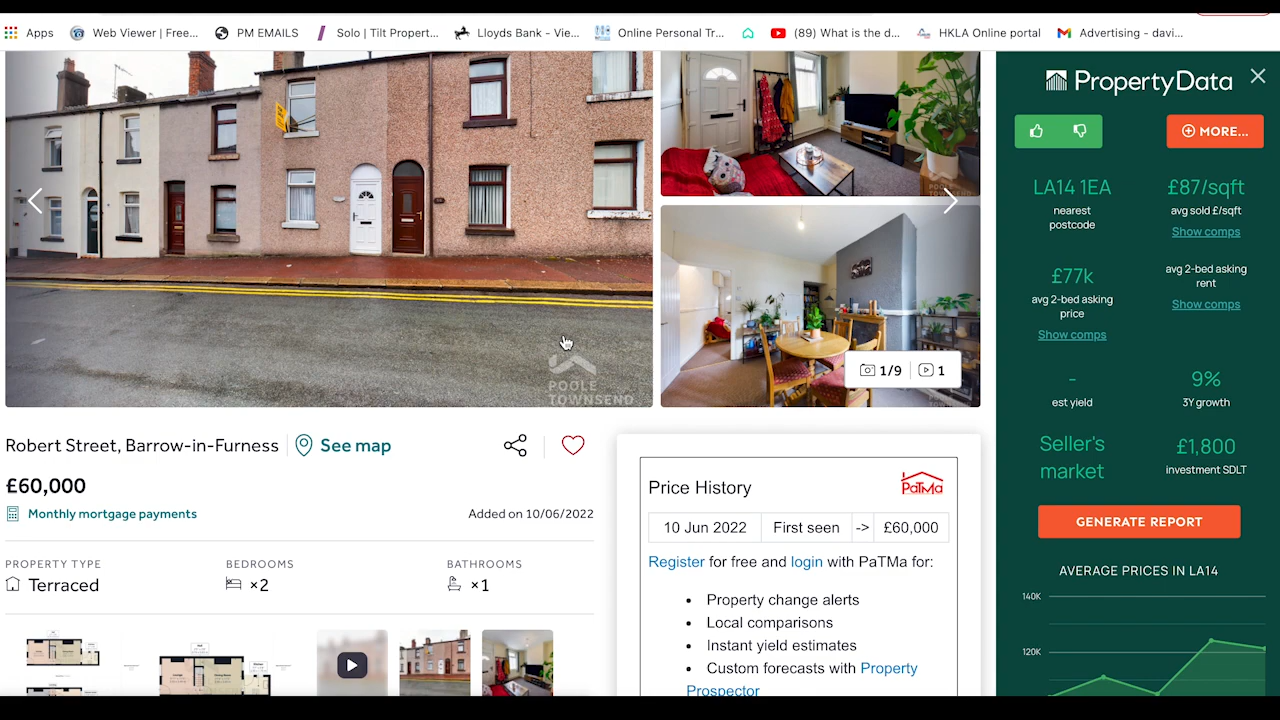 Apps
Web Viewer | Free...
PM EMAILS
Solo | Tilt Propert...
Lloyds Bank - Vie...
Online Personal Tr...
(89) What is the d...
HKLA Online portal
Advertising - davi...
POOLE
TOWNSEND
1/9
1
Robert Street, Barrow-in-Furness
See map
£60,000
Monthly mortgage payments
Added on 10/06/2022
PROPERTY TYPE
BEDROOMS
BATHROOMS
Terraced
×2
×1
Price History
PaTMa
10 Jun 2022
First seen
->
£60,000
Register for free and login with PaTMa for:
• Property change alerts
• Local comparisons
• Instant yield estimates
• Custom forecasts with Property
Prospector
PropertyData
MORE...
LA14 1EA
nearest
postcode
£87/sqft
avg sold £/sqft
Show comps
£77k
avg 2-bed asking
price
Show comps
avg 2-bed asking
rent
Show comps
-
est yield
9%
3Y growth
Seller's
market
£1,800
investment SDLT
GENERATE REPORT
AVERAGE PRICES IN LA14
140K
120K